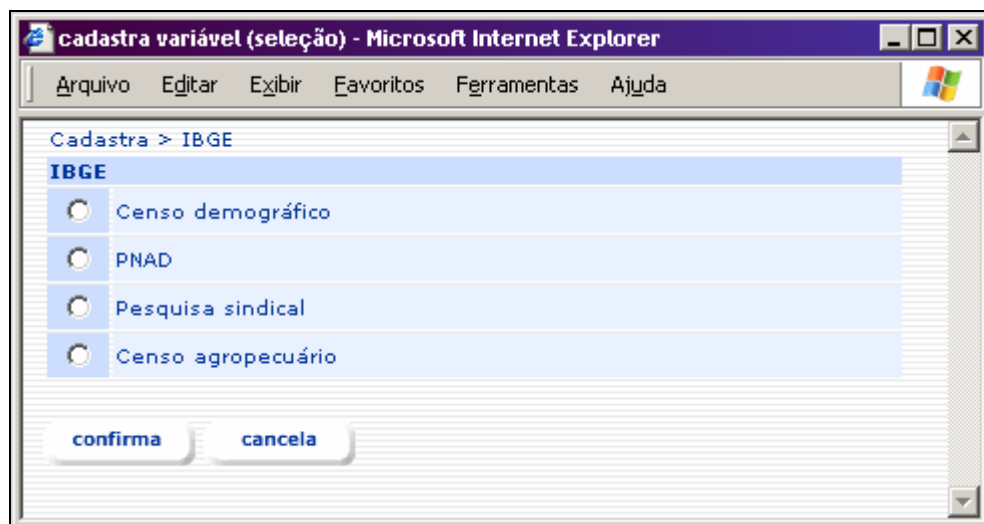 cadastra variável (seleção) - Microsoft Internet Explorer
Arquivo Editar Exibir Favoritos Ferramentas Ajuda
Cadastra > IBGE
IBGE
Censo demográfico
PNAD
Pesquisa sindical
Censo agropecuário
confirma cancela